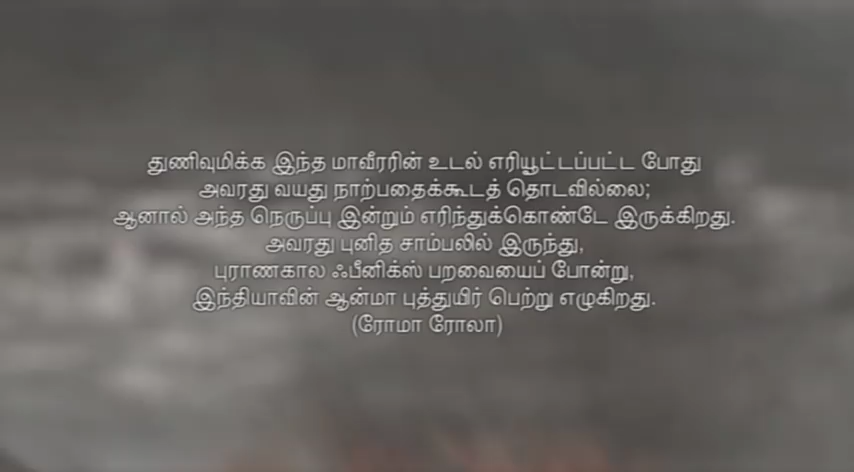 துணிவுமிக்க இந்த மாவீரரின் உடல் எரியூட்டப்பட்ட போது
அவரது வயது நாற்பதைக்கூடத் தொடவில்லை;
ஆனால் அந்த நெருப்பு இன்றும் எரிந்துக்கொண்டே இருக்கிறது.
அவரது புனித சாம்பலில் இருந்து,
புராணகால ஃபீனிக்ஸ் பறவையைப் போன்று,
இந்தியாவின் ஆன்மா புத்துயிர் பெற்று எழுகிறது.
(ரோமா ரோலா)